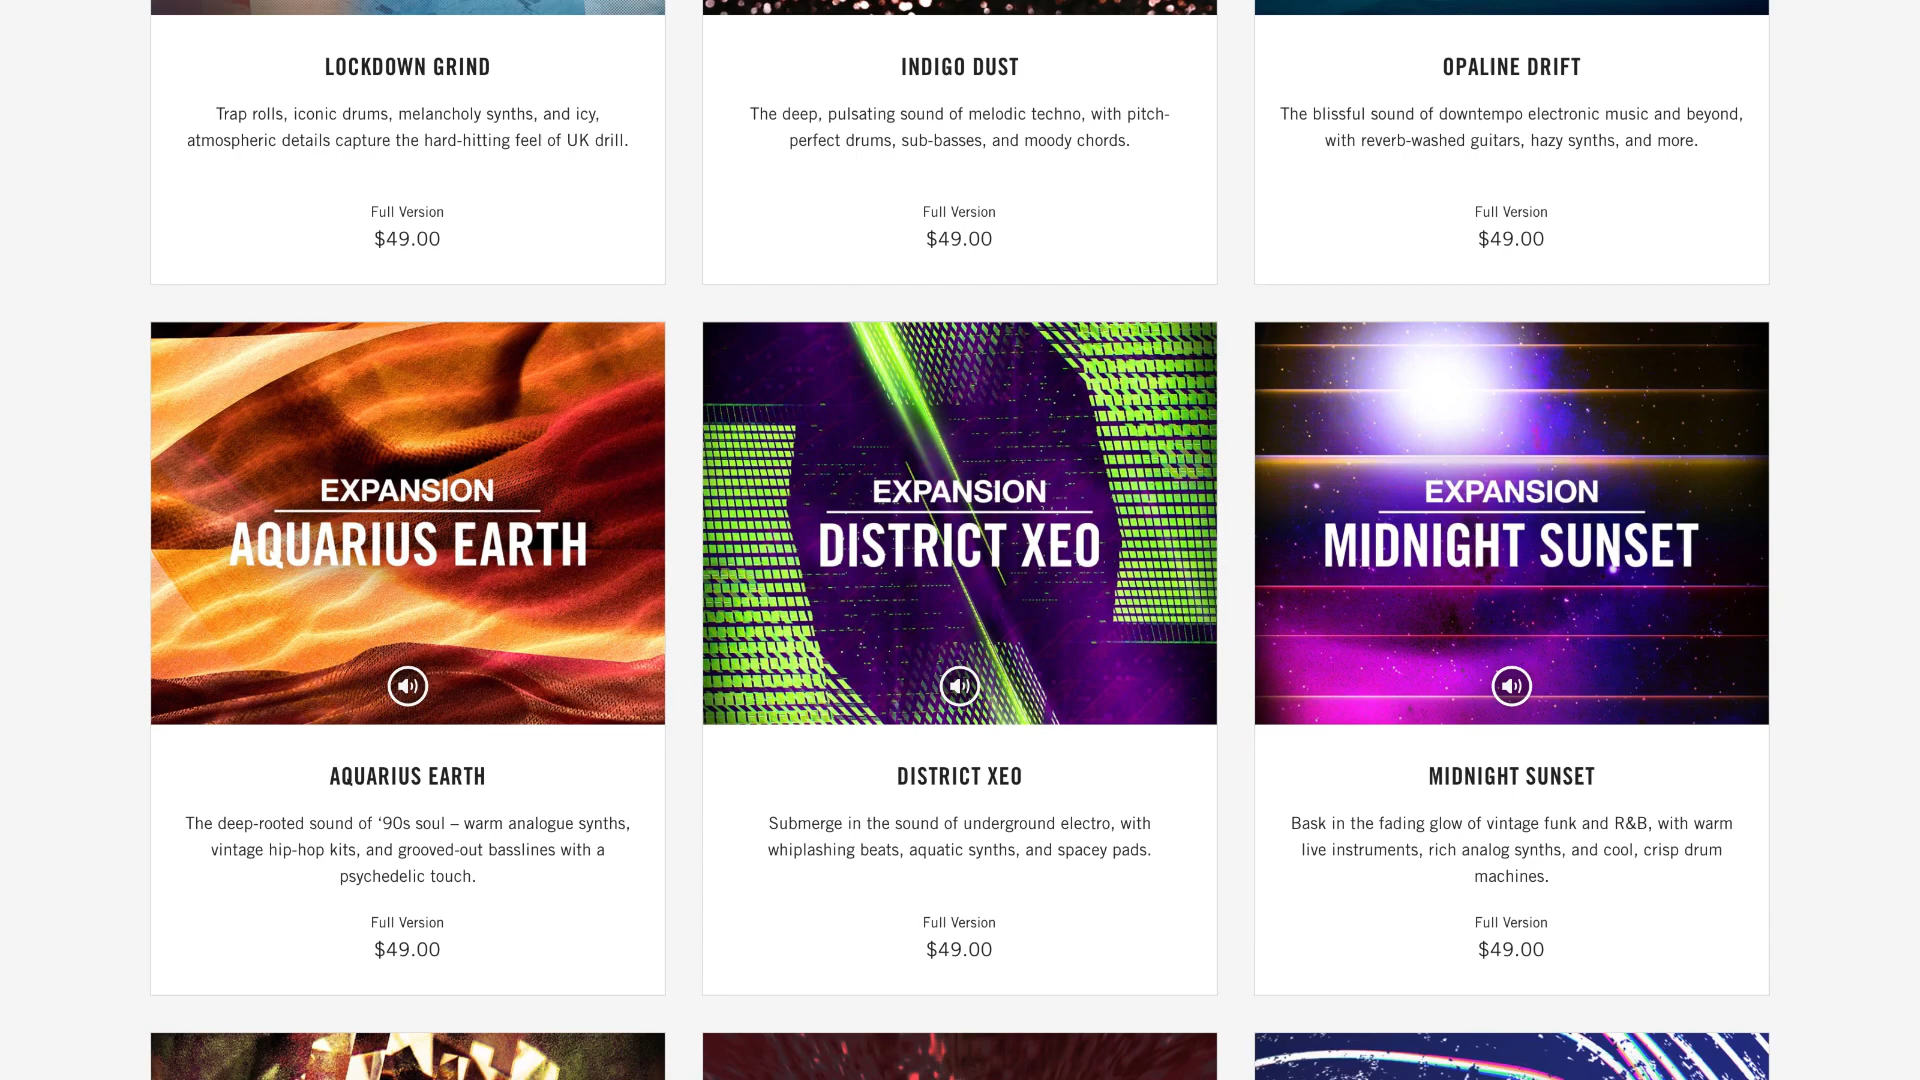 LOCKDOWN GRIND
Trap rolls, iconic drums, melancholy synths, and icy,
atmospheric details capture the hard-hitting feel of UK drill.
Full Version
$49.00
INDIGO DUST
The deep, pulsating sound of melodic techno, with pitch-
perfect drums, sub-basses, and moody chords.
Full Version
$49.00
OPALINE DRIFT
The blissful sound of downtempo electronic music and beyond,
with reverb-washed guitars, hazy synths, and more.
Full Version
$49.00
EXPANSION
AQUARIUS EARTH
AQUARIUS EARTH
The deep-rooted sound of ‘90s soul – warm analogue synths,
vintage hip-hop kits, and grooved-out basslines with a
psychedelic touch.
Full Version
$49.00
EXPANSION
DISTRICT XEO
DISTRICT XEO
Submerge in the sound of underground electro, with
whiplashing beats, aquatic synths, and spacey pads.
Full Version
$49.00
EXPANSION
MIDNIGHT SUNSET
MIDNIGHT SUNSET
Bask in the fading glow of vintage funk and R&B, with warm
live instruments, rich analog synths, and cool, crisp drum
machines.
Full Version
$49.00